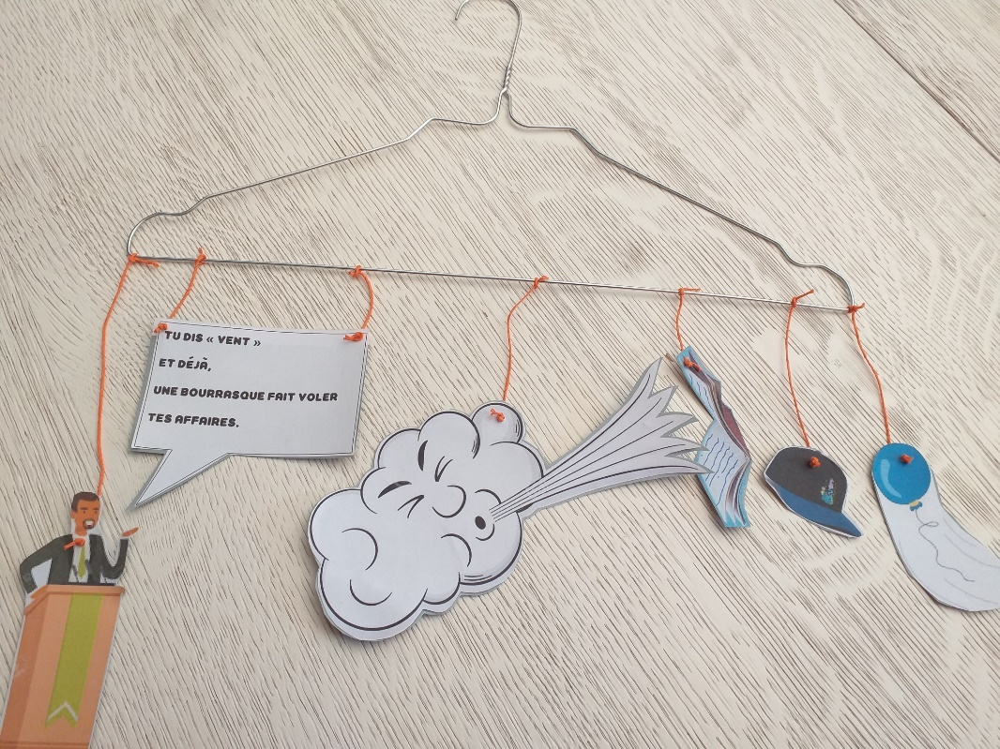 TU DIS « VENT »
ET DÉJÀ,
UNE BOURRASQUE FAIT VOLER
TES AFFAIRES.